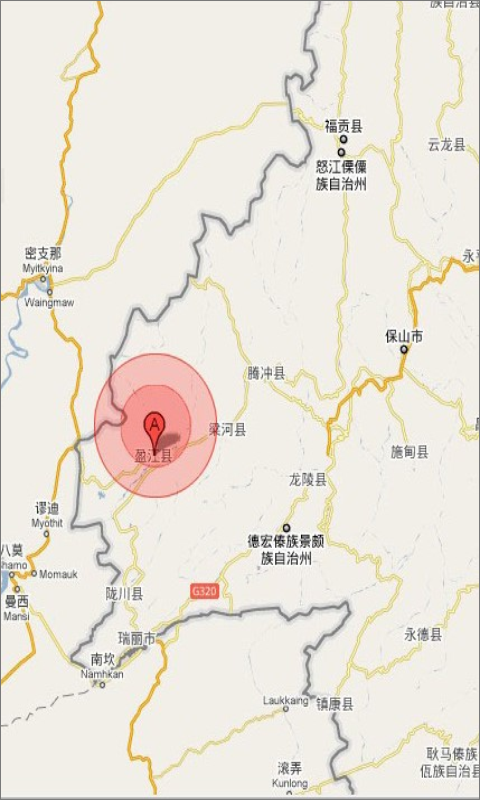 族自治县
福贡县
怒江傈僳
族自治州
云龙县
密支那
Myitkyina
Waingmaw
保山市
腾冲县
A
梁河县
盈江县
施甸县
龙陵县
谬迪
Myothit
德宏傣族景颇
族自治州
八莫
Momauk
曼西
Mansi
陇川县
G320
瑞丽市
永德县
南坎
Namhkan
Laukkaing
镇康县
滚弄
Kunlong
耿马傣族
佤族自治县